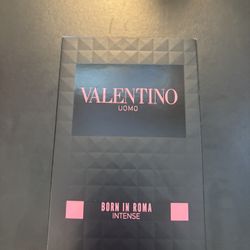 VALENTINO
UOMO
BORN IN ROMA
INTENSE